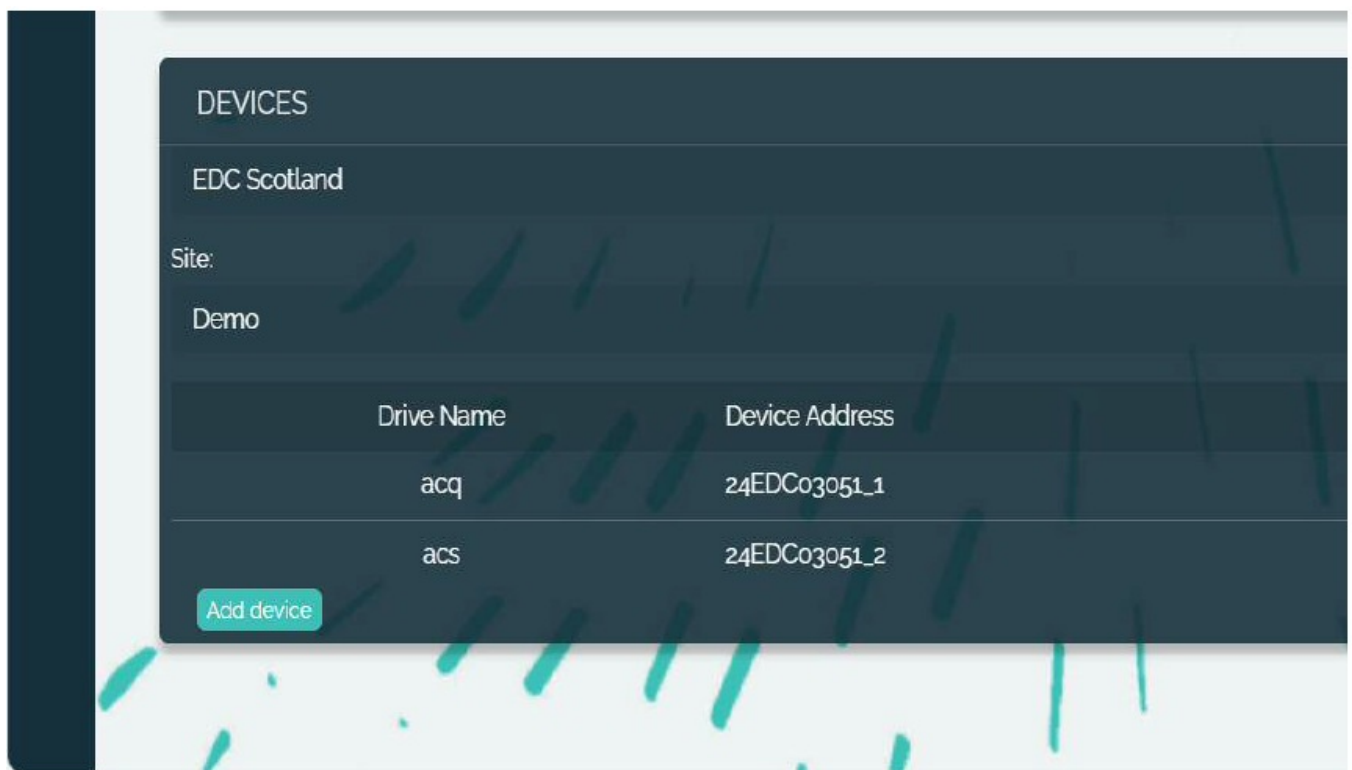 DEVICES
EDC Scotland
Site:
Demo
Drive Name Device Address
acq 24EDC03051_1
acs 24EDC03051_2
Add device